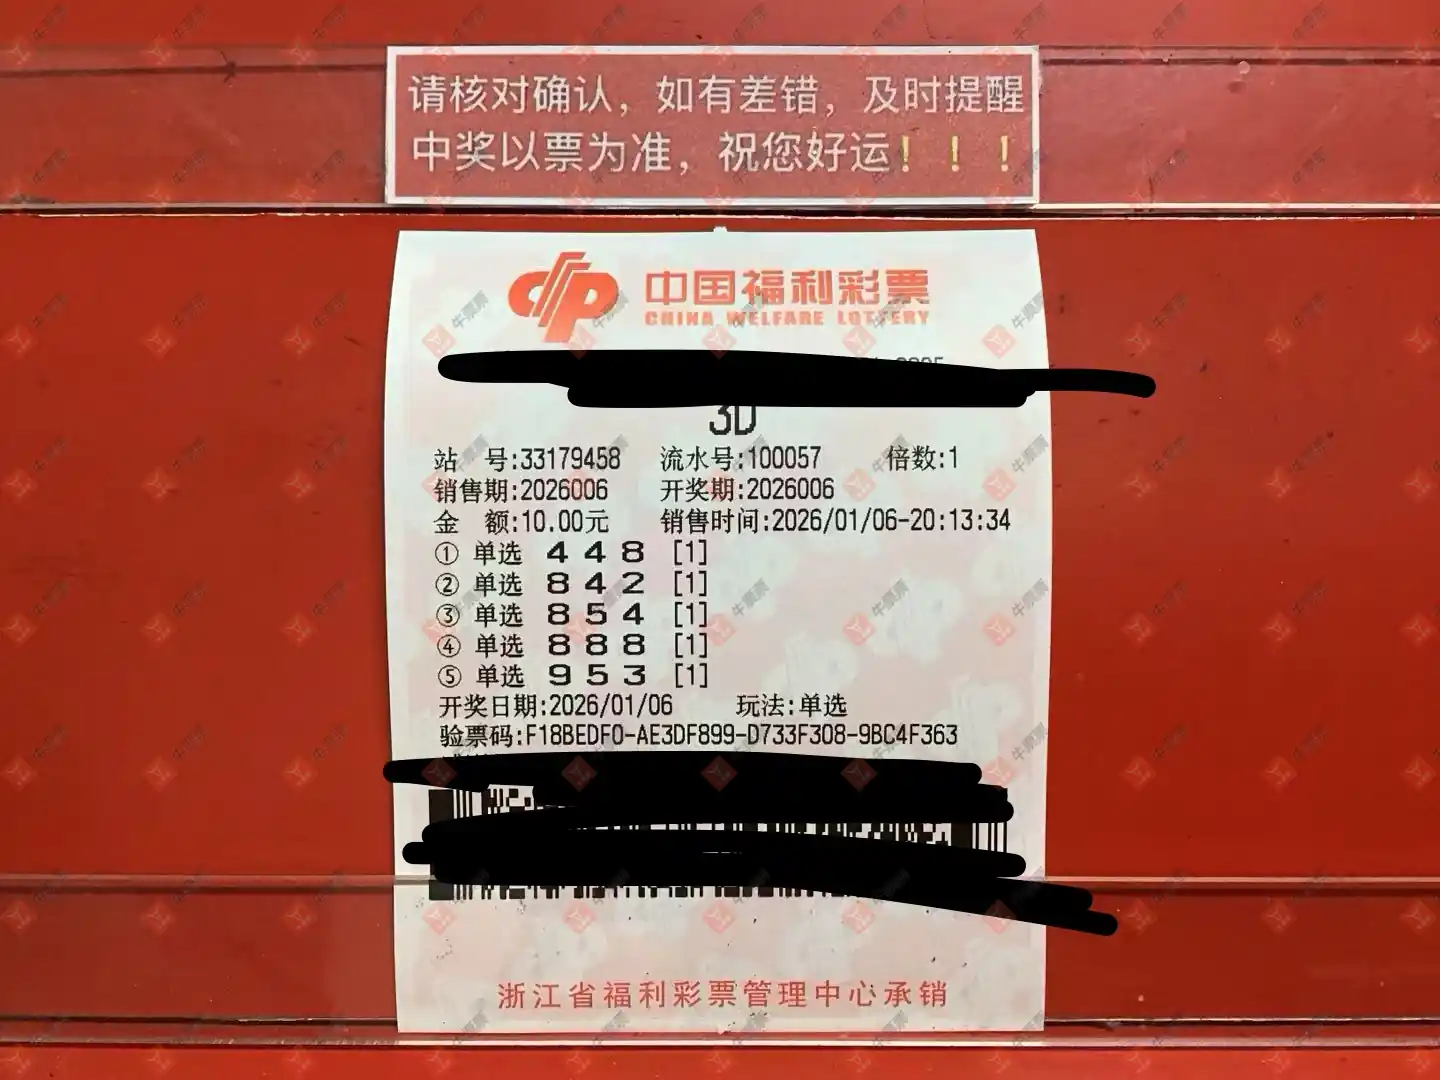 请核对确认，如有差错，及时提醒
中奖以票为准，祝您好运！！！
中国福利彩票
CHINA WELFARE LOTTERY
3D
站 号:33179458 流水号:100057 倍数:1
销售期:2026006 开奖期:2026006
金 额:10.00元 销售时间:2026/01/06-20:13:34
① 单选 4 4 8 [1]
② 单选 8 4 2 [1]
③ 单选 8 5 4 [1]
④ 单选 8 8 8 [1]
⑤ 单选 9 5 3 [1]
开奖日期:2026/01/06 玩法:单选
验票码:F18BEDF0-AE3DF899-D733F308-9BC4F363
浙江省福利彩票管理中心承销